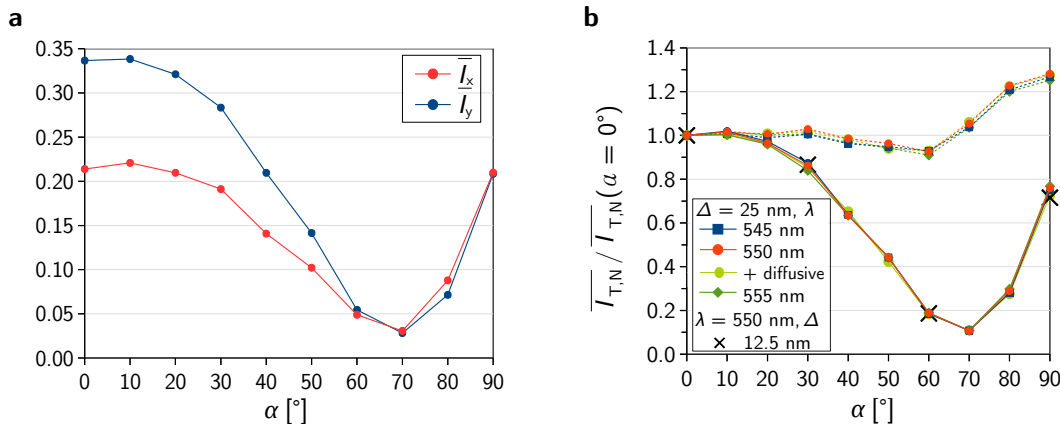 a
0.35
0.30
0.25
0.20
0.15
0.10
0.05
0.00
0 10 20 30 40 50 60 70 80 90
α [°]
I̅x
I̅y
b
1.4
1.2
1.0
0.8
0.6
0.4
0.2
0.0
0 10 20 30 40 50 60 70 80 90
α [°]
I̅T,N / I̅T,N(α = 0°)
Δ = 25 nm, λ
545 nm
550 nm
+ diffusive
555 nm
λ = 550 nm, Δ
12.5 nm